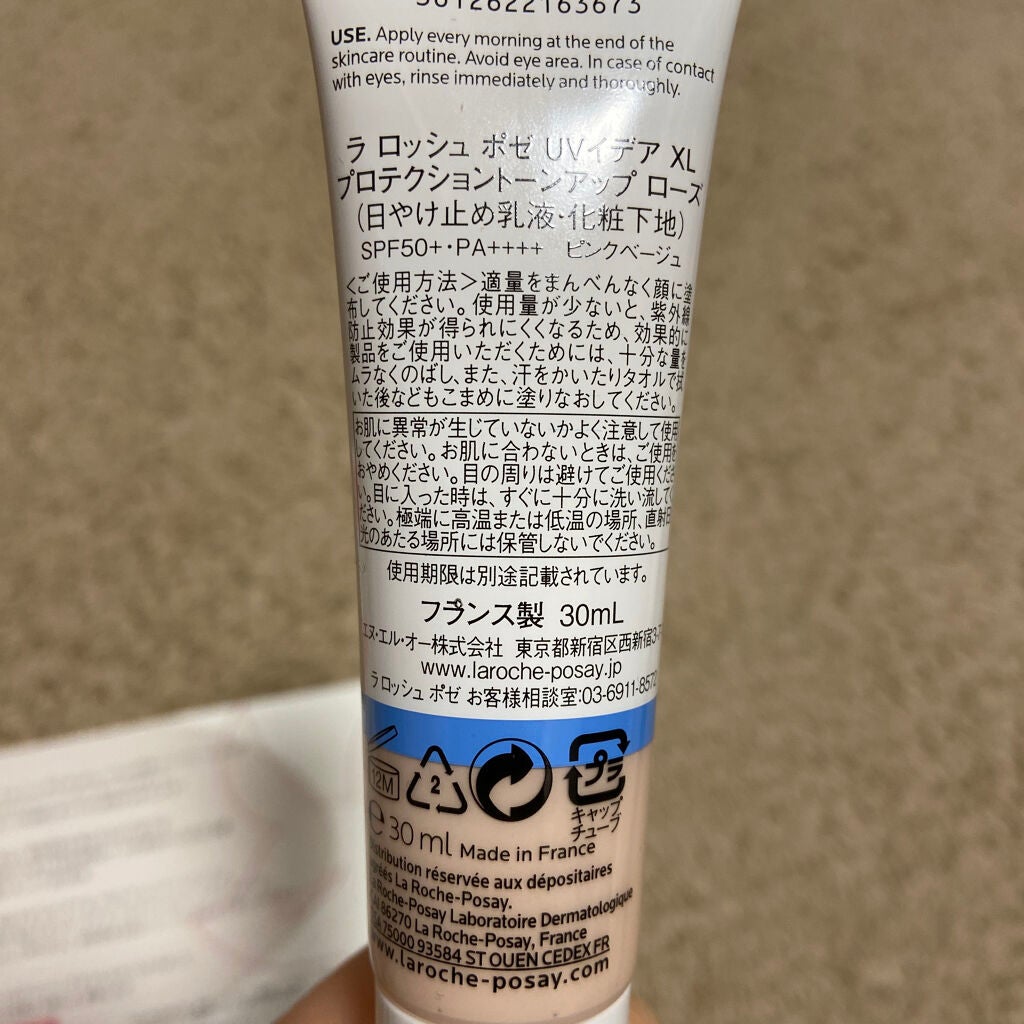 USE. Apply every morning at the end of the
skincare routine. Avoid eye area. In case of contact
with eyes, rinse immediately and thoroughly.
ラ ロッシュ ポゼ UVイデア XL
プロテクショントーンアップ ローズ
(日やけ止め乳液・化粧下地)
SPF50+・PA++++ ピンクベージュ
<ご使用方法>適量をまんべんなく顔に塗
布してください。使用量が少ないと、紫外線
防止効果が得られにくくなるため、効果的に
製品をご使用いただくためには、十分な量を
ムラなくのばし、また、汗をかいたりタオルで拭
いた後などもこまめに塗りなおしてください。
お肌に異常が生じていないかよく注意して使用
してください。お肌に合わないときは、ご使用を
おやめください。目の周りは避けてご使用くださ
い。目に入った時は、すぐに十分に洗い流してく
ださい。極端に高温または低温の場所、直射日
光のあたる場所には保管しないでください。
使用期限は別途記載されています。
フランス製 30mL
エヌ・エル・オー株式会社 東京都新宿区西新宿3-7
www.laroche-posay.jp
ラ ロッシュ ポゼ お客様相談室:03-6911-8572
12M
2
プラ
キャップ
チューブ
e 30 ml Made in France
Distribution réservée aux dépositaires
agréés La Roche-Posay.
La Roche-Posay Laboratoire Dermatologique
86270 La Roche-Posay, France
75000 93584 ST OUEN CEDEX FR
www.laroche-posay.com